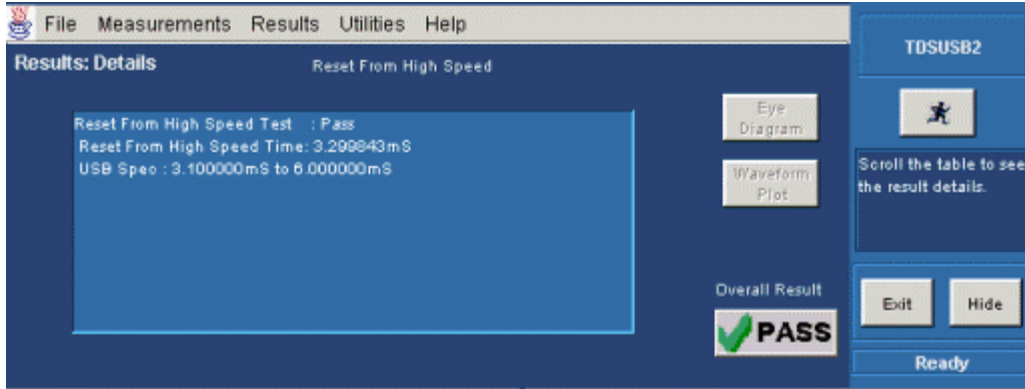 File Measurements Results Utilities Help
TDSUSB2
Results: Details
Reset From High Speed
Eye
Diagram
Reset From High Speed Test : Pass
Reset From High Speed Time: 3.299843mS
USB Spec : 3.100000mS to 6.000000mS
Waveform
Plot
Scroll the table to see
the result details.
Overall Result
PASS
Exit
Hide
Ready